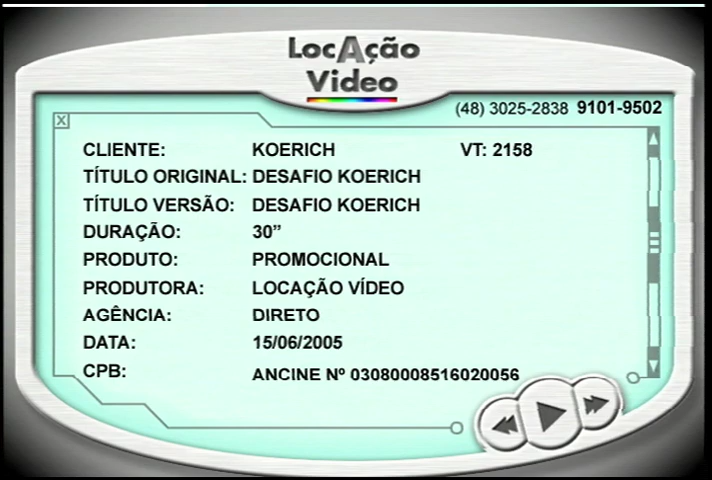 LocAção
Video
(48) 3025-2838 9101-9502
X
CLIENTE: KOERICH VT: 2158
TÍTULO ORIGINAL: DESAFIO KOERICH
TÍTULO VERSÃO: DESAFIO KOERICH
DURAÇÃO: 30”
PRODUTO: PROMOCIONAL
PRODUTORA: LOCAÇÃO VÍDEO
AGÊNCIA: DIRETO
DATA: 15/06/2005
CPB: ANCINE Nº 03080008516020056